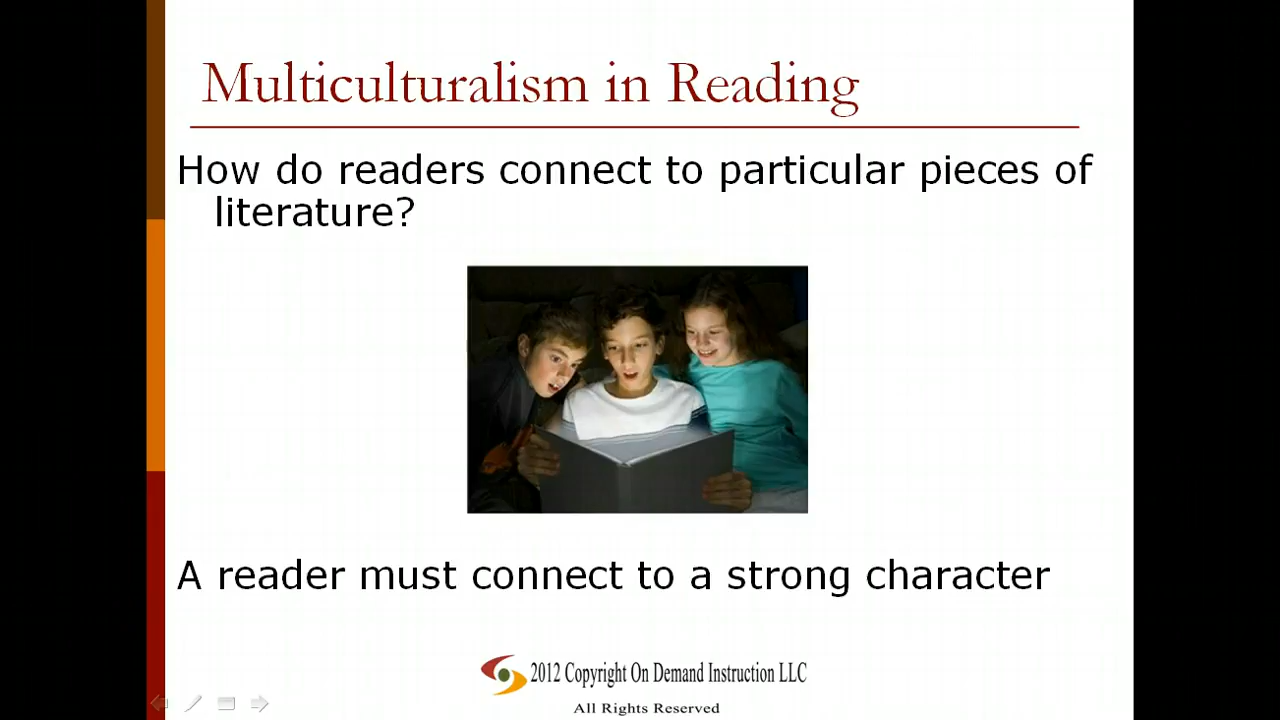 Multiculturalism in Reading
How do readers connect to particular pieces of
literature?
A reader must connect to a strong character
2012 Copyright On Demand Instruction LLC
All Rights Reserved